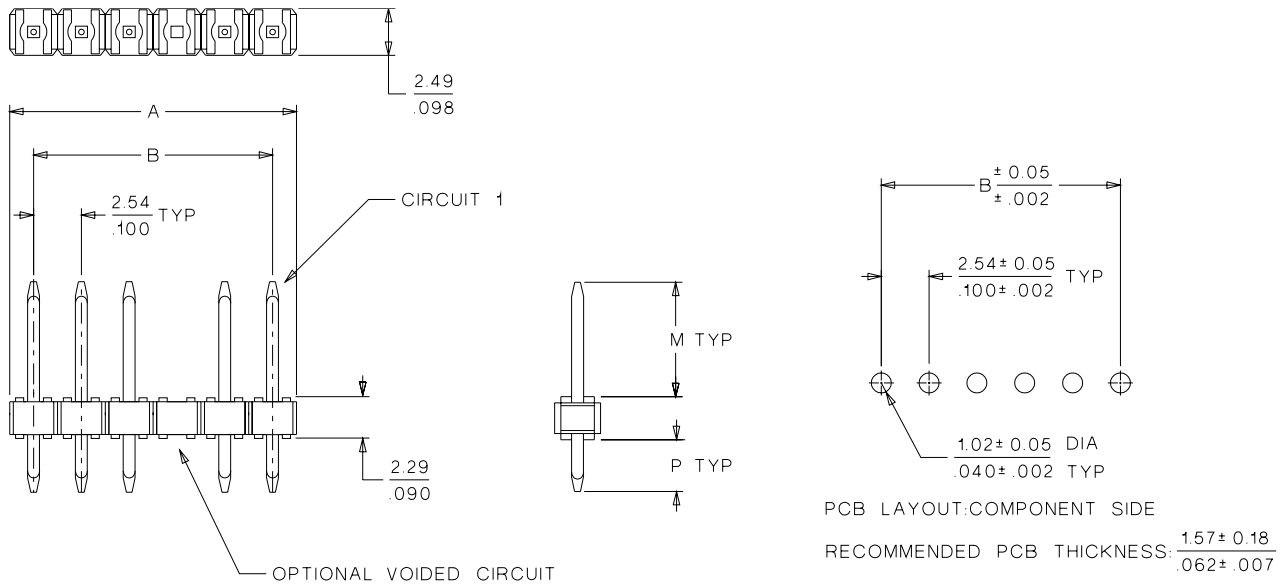 2.49
.098
A
B
2.54
.100
TYP
CIRCUIT 1
2.29
.090
OPTIONAL VOIDED CIRCUIT
M TYP
P TYP
B ± 0.05
± .002
2.54± 0.05
.100± .002
TYP
1.02± 0.05 DIA
.040± .002 TYP
PCB LAYOUT:COMPONENT SIDE
RECOMMENDED PCB THICKNESS: 1.57± 0.18
.062± .007